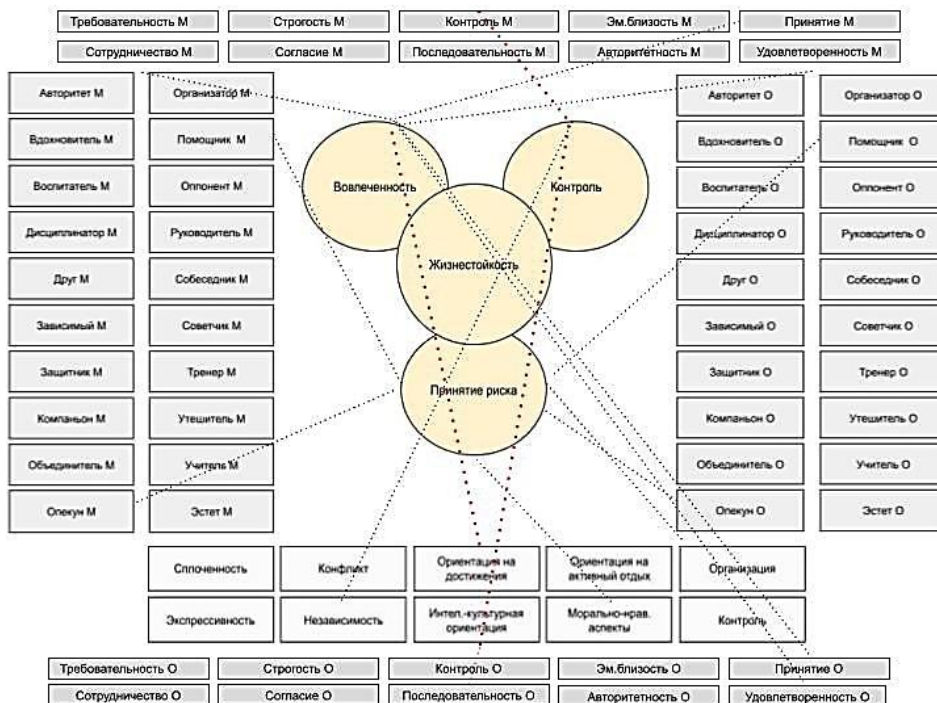 Требовательность М
Строгость М
Контроль М
Эм.близость М
Принятие М
Сотрудничество М
Согласие М
Последовательность М
Авторитетность М
Удовлетворенность М
Авторитет М
Организатор М
Вдохновитель М
Помощник М
Воспитатель М
Оппонент М
Дисциплинатор М
Руководитель М
Друг М
Собеседник М
Зависимый М
Советчик М
Защитник М
Тренер М
Компаньон М
Утешитель М
Объединитель М
Учитель М
Опекун М
Эстет М
Вовлеченность
Контроль
Жизнестойкость
Принятие риска
Авторитет О
Организатор О
Вдохновитель О
Помощник О
Воспитатель О
Оппонент О
Дисциплинатор О
Руководитель О
Друг О
Собеседник О
Зависимый О
Советчик О
Защитник О
Тренер О
Компаньон О
Утешитель О
Объединитель О
Учитель О
Опекун О
Эстет О
Сплоченность
Конфликт
Ориентация на
достижения
Ориентация на
активный отдых
Организация
Экспрессивность
Независимость
Интел.-культурная
ориентация
Морально-нрав.
аспекты
Контроль
Требовательность О
Строгость О
Контроль О
Эм.близость О
Принятие О
Сотрудничество О
Согласие О
Последовательность О
Авторитетность О
Удовлетворенность О